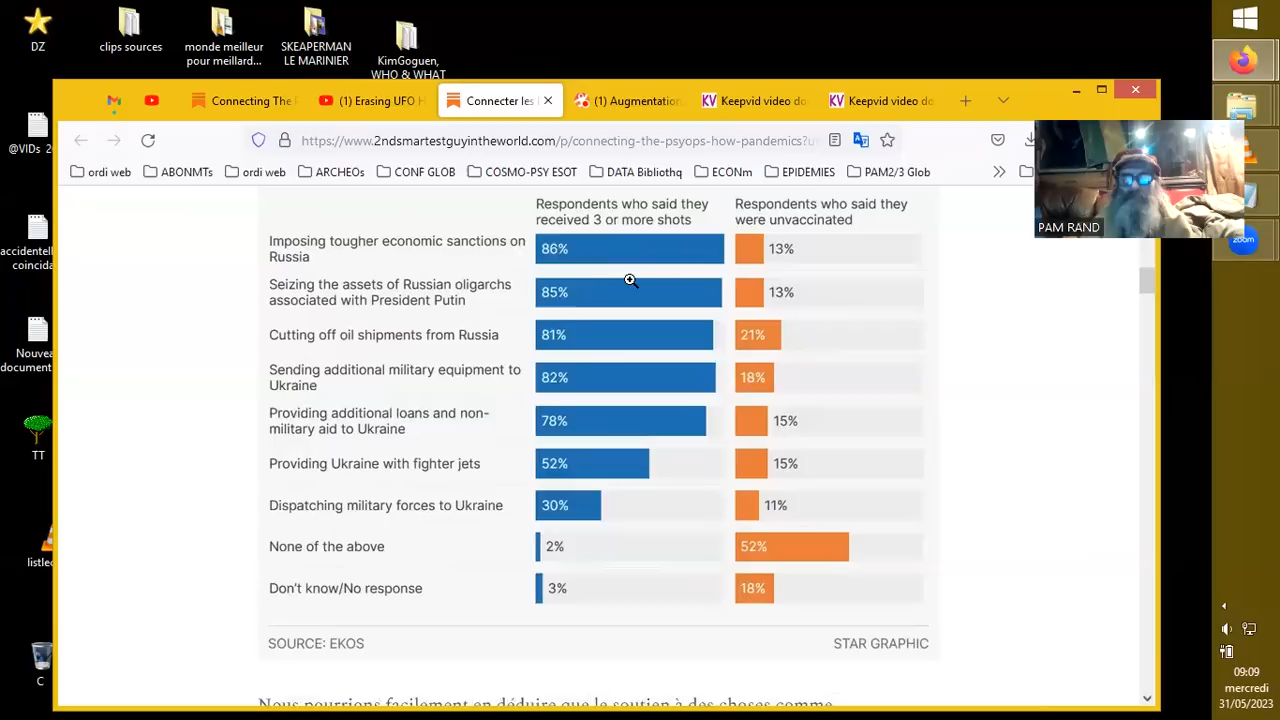 DZ
clips sources
monde meilleur
pour meillard...
SKEAPERMAN
LE MARINIER
KimGoguen,
WHO & WHAT
Connecting The P
(1) Erasing UFO H
Connecter les
(1) Augmentation
Keepvid video do
Keepvid video do
https://www.2ndsmartestguyintheworld.com/p/connecting-the-psyops-how-pandemics?u
ordi web
ABONMTs
ordi web
ARCHEOs
CONF GLOB
COSMO-PSY ESOT
DATA Bibliothq
ECONm
EPIDEMIES
PAM2/3 Glob
@VIDs 2
accidentell
coincida
Nouvea
document
TT
listlec
C
PAM RAND
zoom
Respondents who said they
received 3 or more shots
Respondents who said they
were unvaccinated
Imposing tougher economic sanctions on
Russia
86%
13%
Seizing the assets of Russian oligarchs
associated with President Putin
85%
13%
Cutting off oil shipments from Russia
81%
21%
Sending additional military equipment to
Ukraine
82%
18%
Providing additional loans and non-
military aid to Ukraine
78%
15%
Providing Ukraine with fighter jets
52%
15%
Dispatching military forces to Ukraine
30%
11%
None of the above
2%
52%
Don't know/No response
3%
18%
SOURCE: EKOS
STAR GRAPHIC
Nous pourrions facilement en déduire que le soutien à des choses comme
09:09
mercredi
31/05/2023